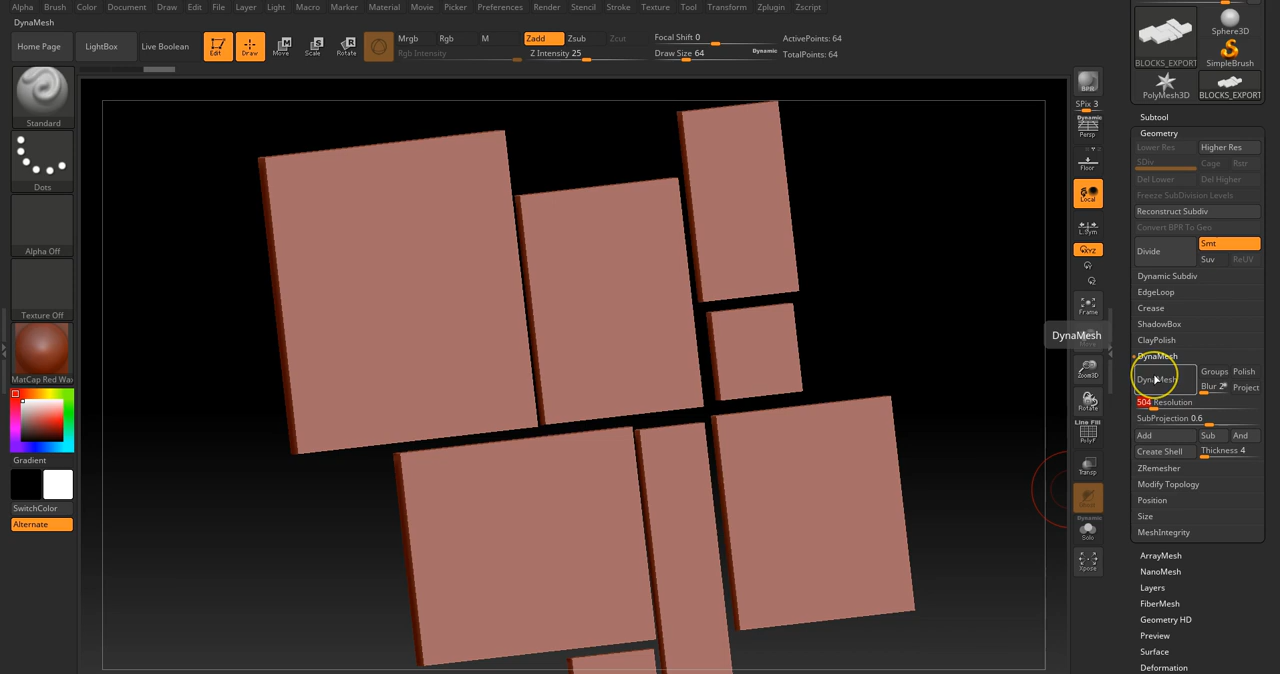 Alpha Brush Color Document Draw Edit File Layer Light Macro Marker Material Movie Picker Preferences Render Stencil Stroke Texture Tool Transform Zplugin Zscript
DynaMesh
Home Page LightBox Live Boolean Edit Draw Move Scale Rotate
Mrgb Rgb M Zadd Zsub Zcut
Rgb Intensity Z Intensity 25
Focal Shift 0
Draw Size 64 Dynamic
ActivePoints: 64
TotalPoints: 64
Standard
Dots
Alpha Off
Texture Off
MatCap Red Wax
Gradient
SwitchColor
Alternate
BPR
SPix 3
Dynamic
Persp
Floor
Local
L.Sym
XYZ
Frame
Move
DynaMesh
Zoom3D
Rotate
Line Fill
PolyF
Transp
Dynamic
Solo
Xpose
BLOCKS_EXPORT
Sphere3D
SimpleBrush
PolyMesh3D BLOCKS_EXPORT
Subtool
Geometry
Lower Res Higher Res
SDiv Cage Rstr
Del Lower Del Higher
Freeze SubDivision Levels
Reconstruct Subdiv
Convert BPR To Geo
Divide Smt
Suv ReUV
Dynamic Subdiv
EdgeLoop
Crease
ShadowBox
ClayPolish
DynaMesh
DynaMesh Groups Polish
Blur 2 Project
504 Resolution
SubProjection 0.6
Add Sub And
Create Shell Thickness 4
ZRemesher
Modify Topology
Position
Size
MeshIntegrity
ArrayMesh
NanoMesh
Layers
FiberMesh
Geometry HD
Preview
Surface
Deformation